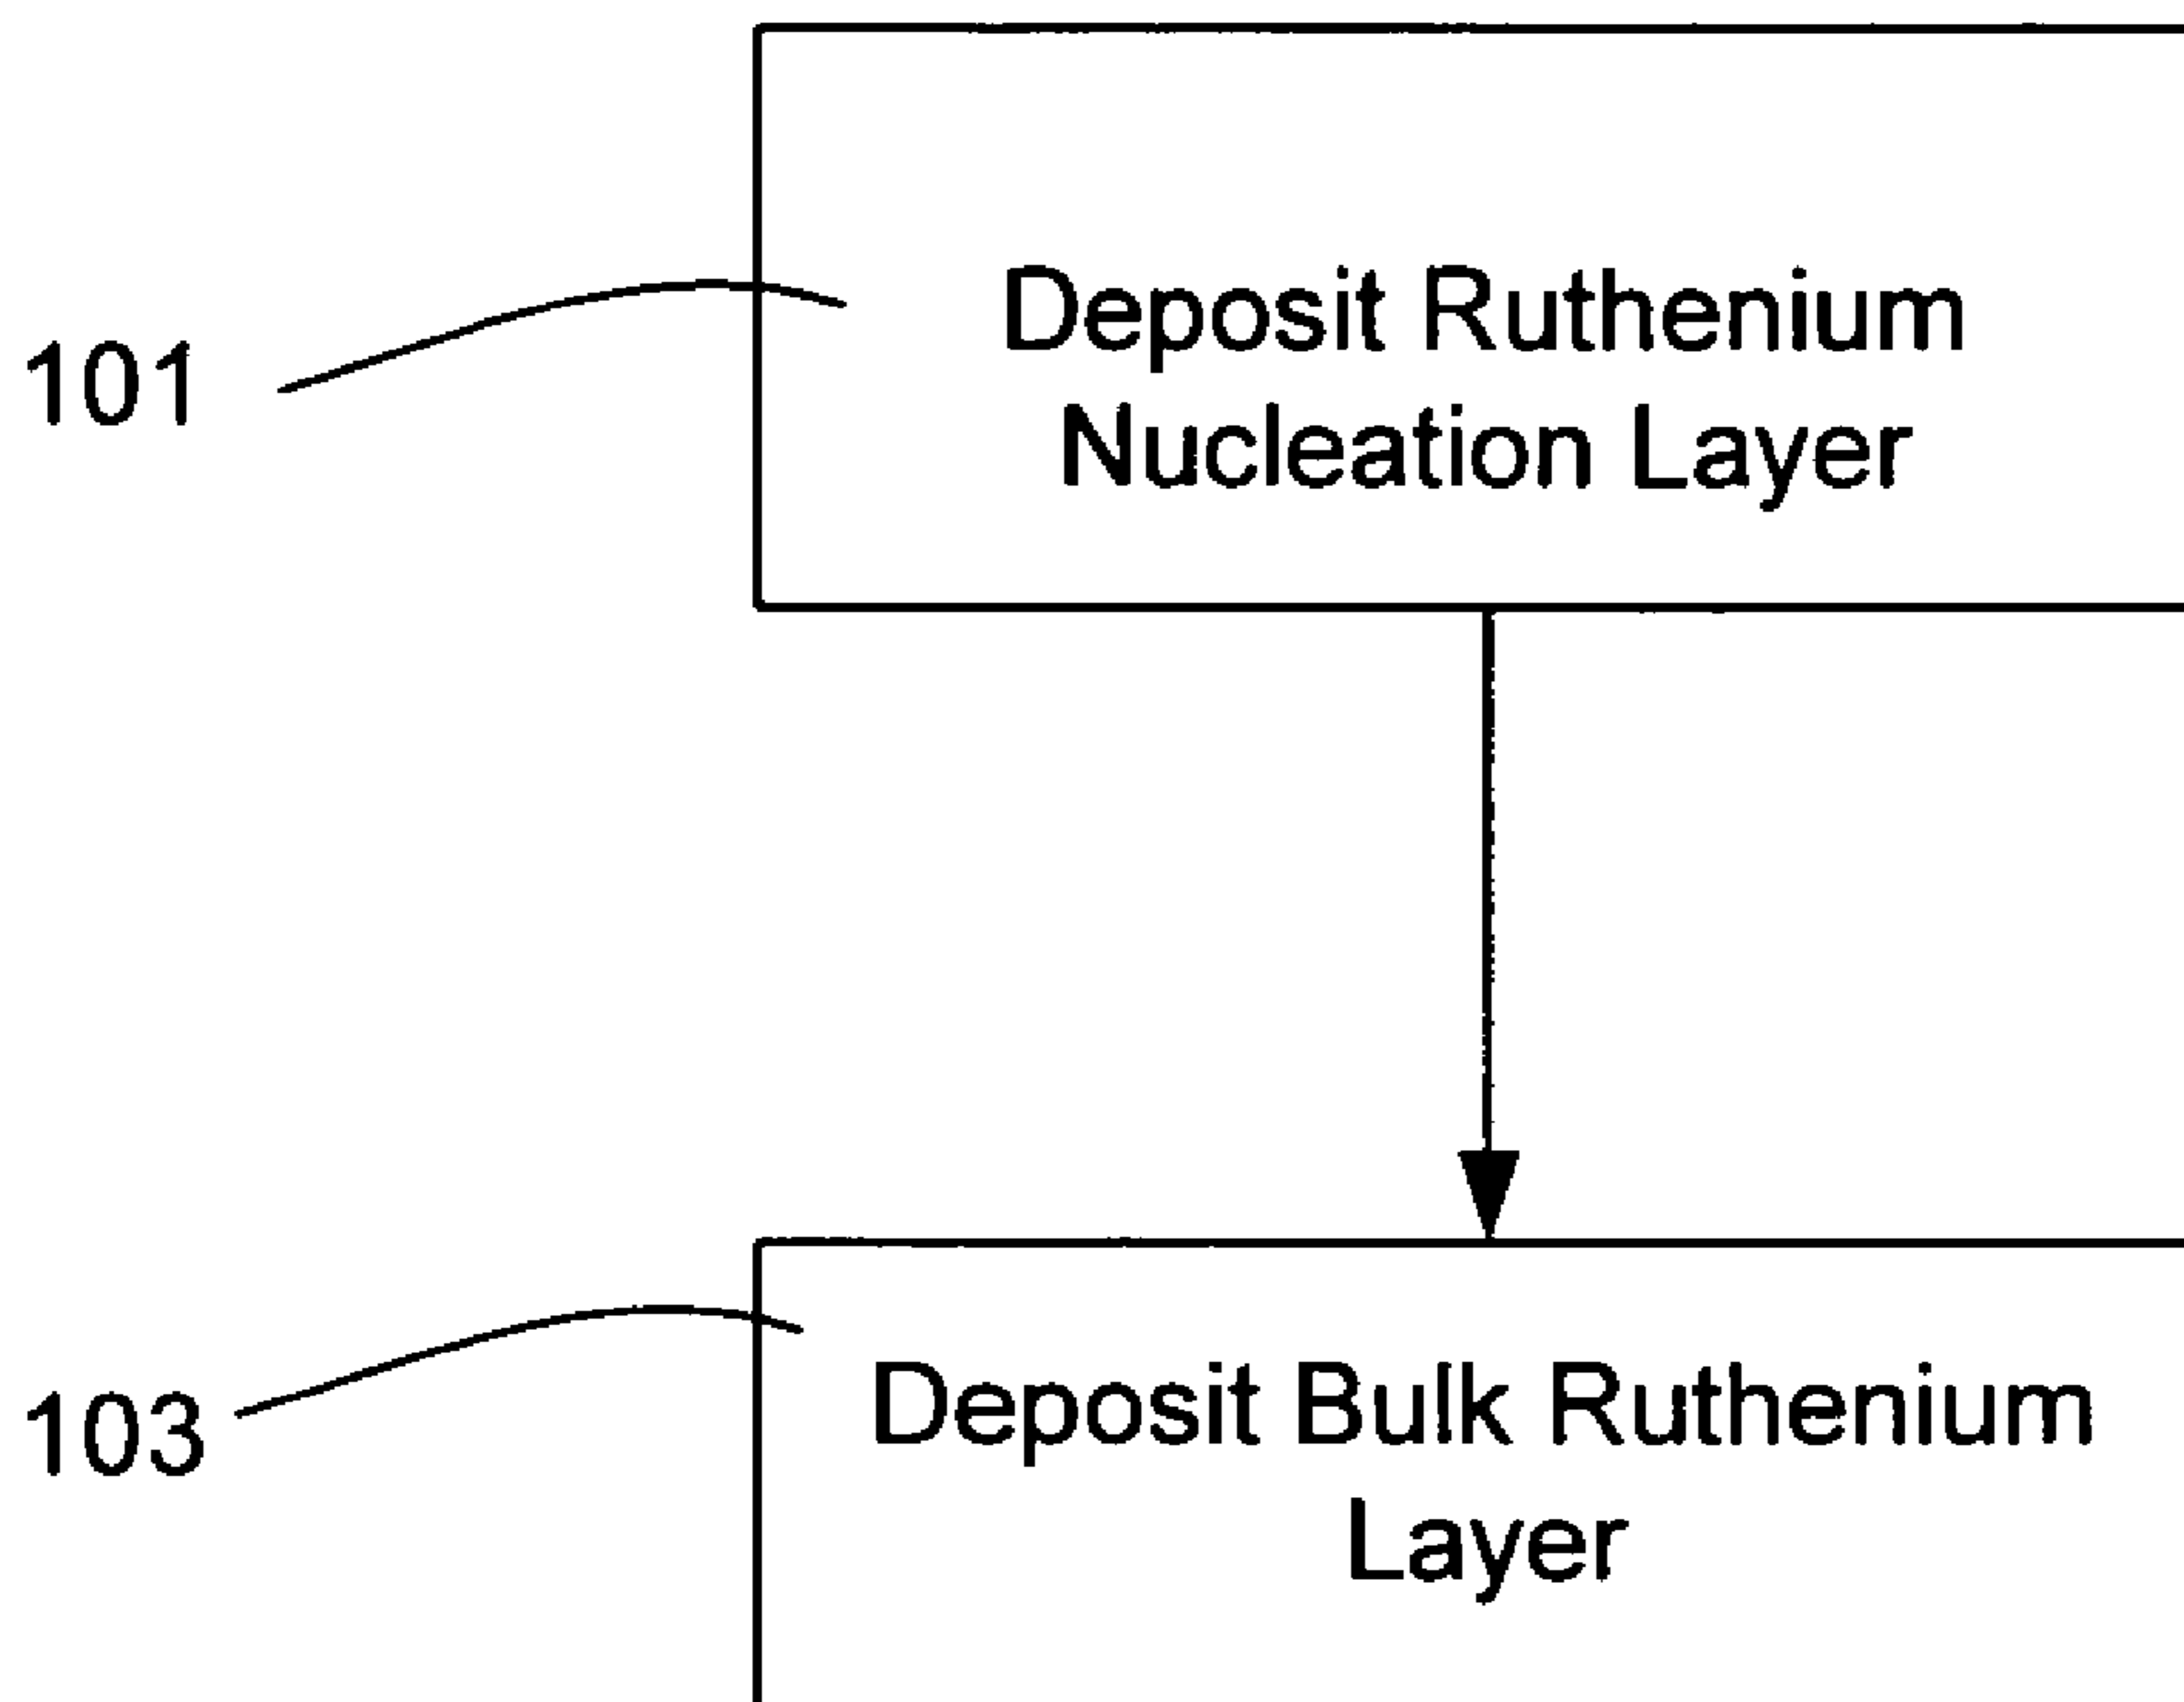 Deposit Ruthenium
Nucleation Layer
101
Deposit Bulk Ruthenium
Layer
103